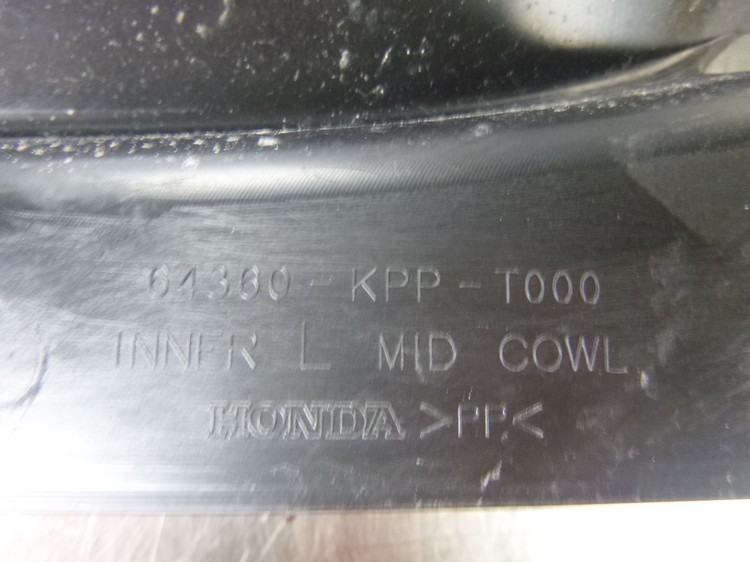 64360-KPP-T000
INNER L MID COWL
HONDA >PP<